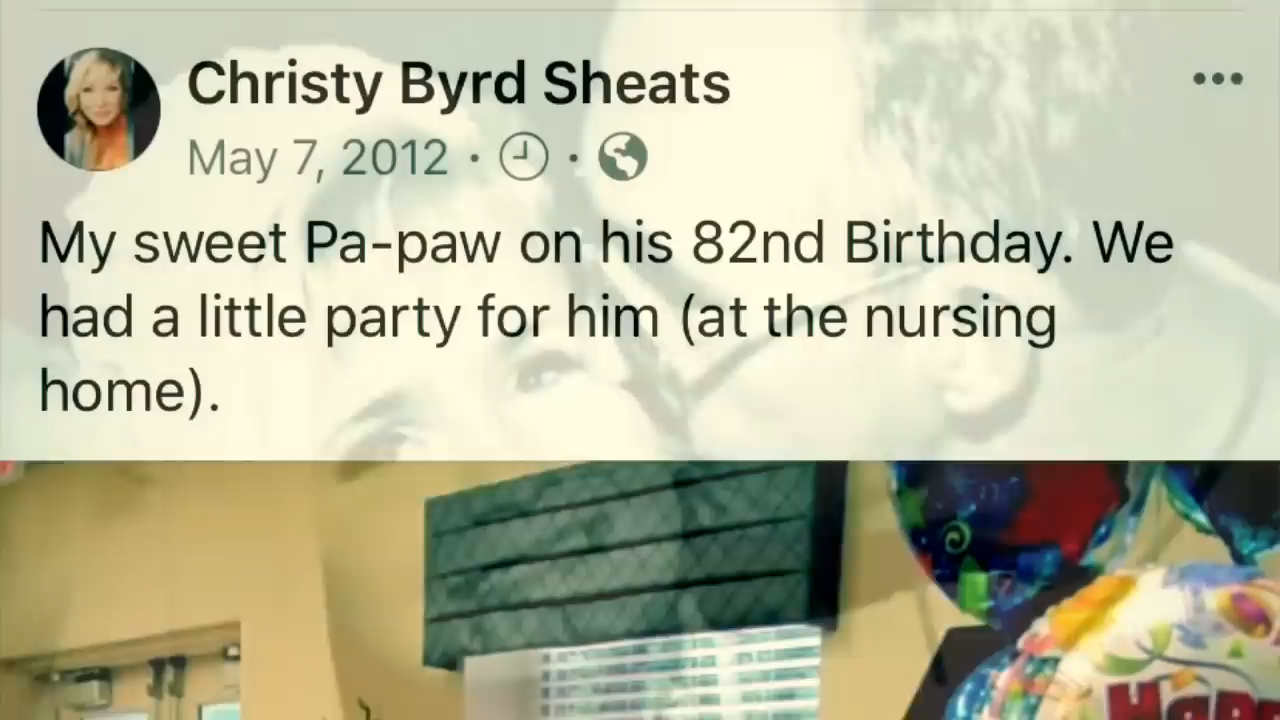 Christy Byrd Sheats
May 7, 2012
My sweet Pa-paw on his 82nd Birthday. We
had a little party for him (at the nursing
home).